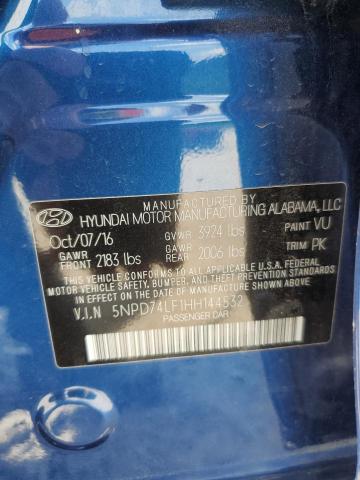 MANUFACTURED BY
HYUNDAI MOTOR MANUFACTURING ALABAMA, LLC
Oct/07/16 GVWR 3924 lbs PAINT VU
GAWR FRONT 2183 lbs GAWR REAR 2006 lbs TRIM PK
THIS VEHICLE CONFORMS TO ALL APPLICABLE U.S.A. FEDERAL
MOTOR VEHICLE SAFETY, BUMPER, AND THEFT PREVENTION
STANDARDS IN EFFECT ON THE DATE OF MANUFACTURE SHOWN ABOVE.
V.I.N 5NPD74LF1HH144532
PASSENGER CAR